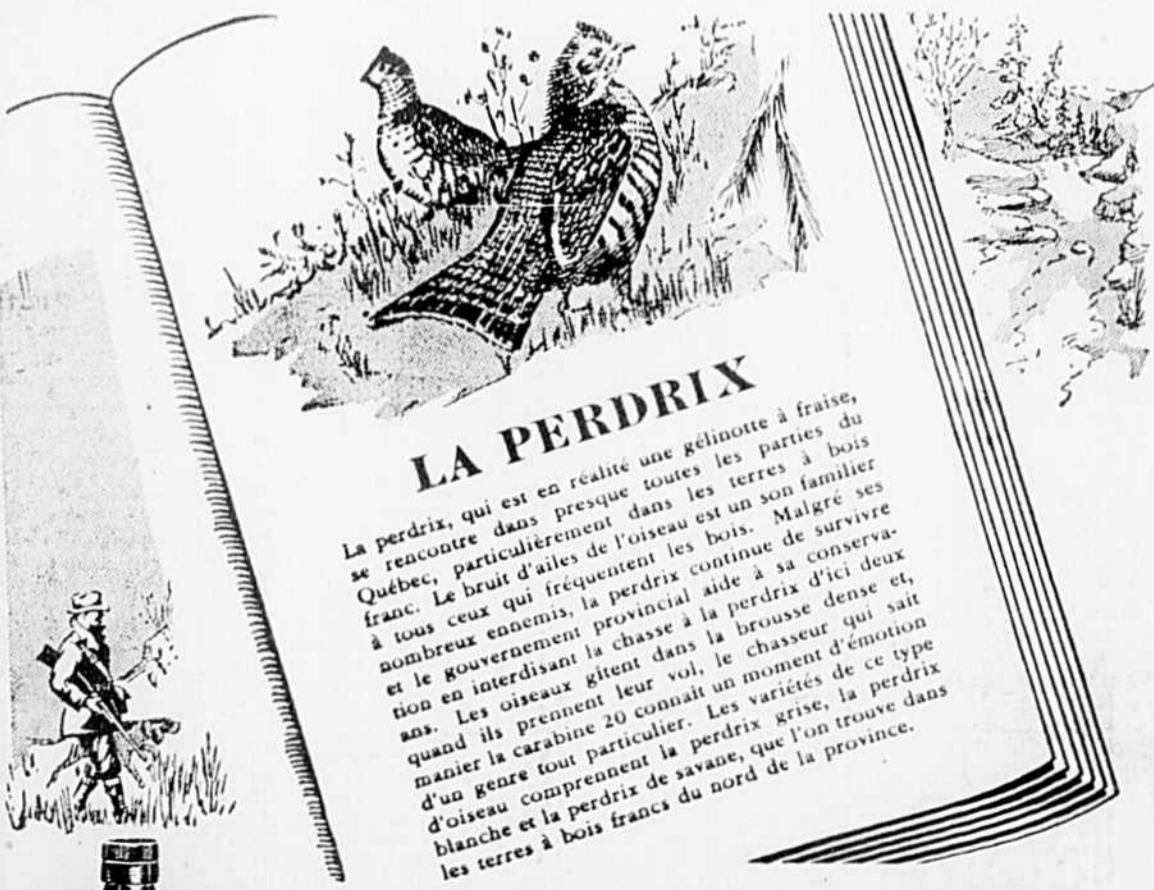 LA PERDRIX
La perdrix, qui est en réalité une gélinotte à fraise,
se rencontre dans presque toutes les parties du
Québec, particulièrement dans les terres à bois
franc. Le bruit d'ailes de l'oiseau est un son familier
à tous ceux qui fréquentent les bois. Malgré ses
nombreux ennemis, la perdrix continue de survivre
et le gouvernement provincial aide à sa conserva-
tion en interdisant la chasse à la perdrix d'ici deux
ans. Les oiseaux gîtent dans la brousse dense et,
quand ils prennent leur vol, le chasseur qui sait
manier la carabine 20 connaît un moment d'émotion
d'un genre tout particulier. Les variétés de ce type
d'oiseau comprennent la perdrix grise, la perdrix
blanche et la perdrix de savane, que l'on trouve dans
les terres à bois francs du nord de la province.